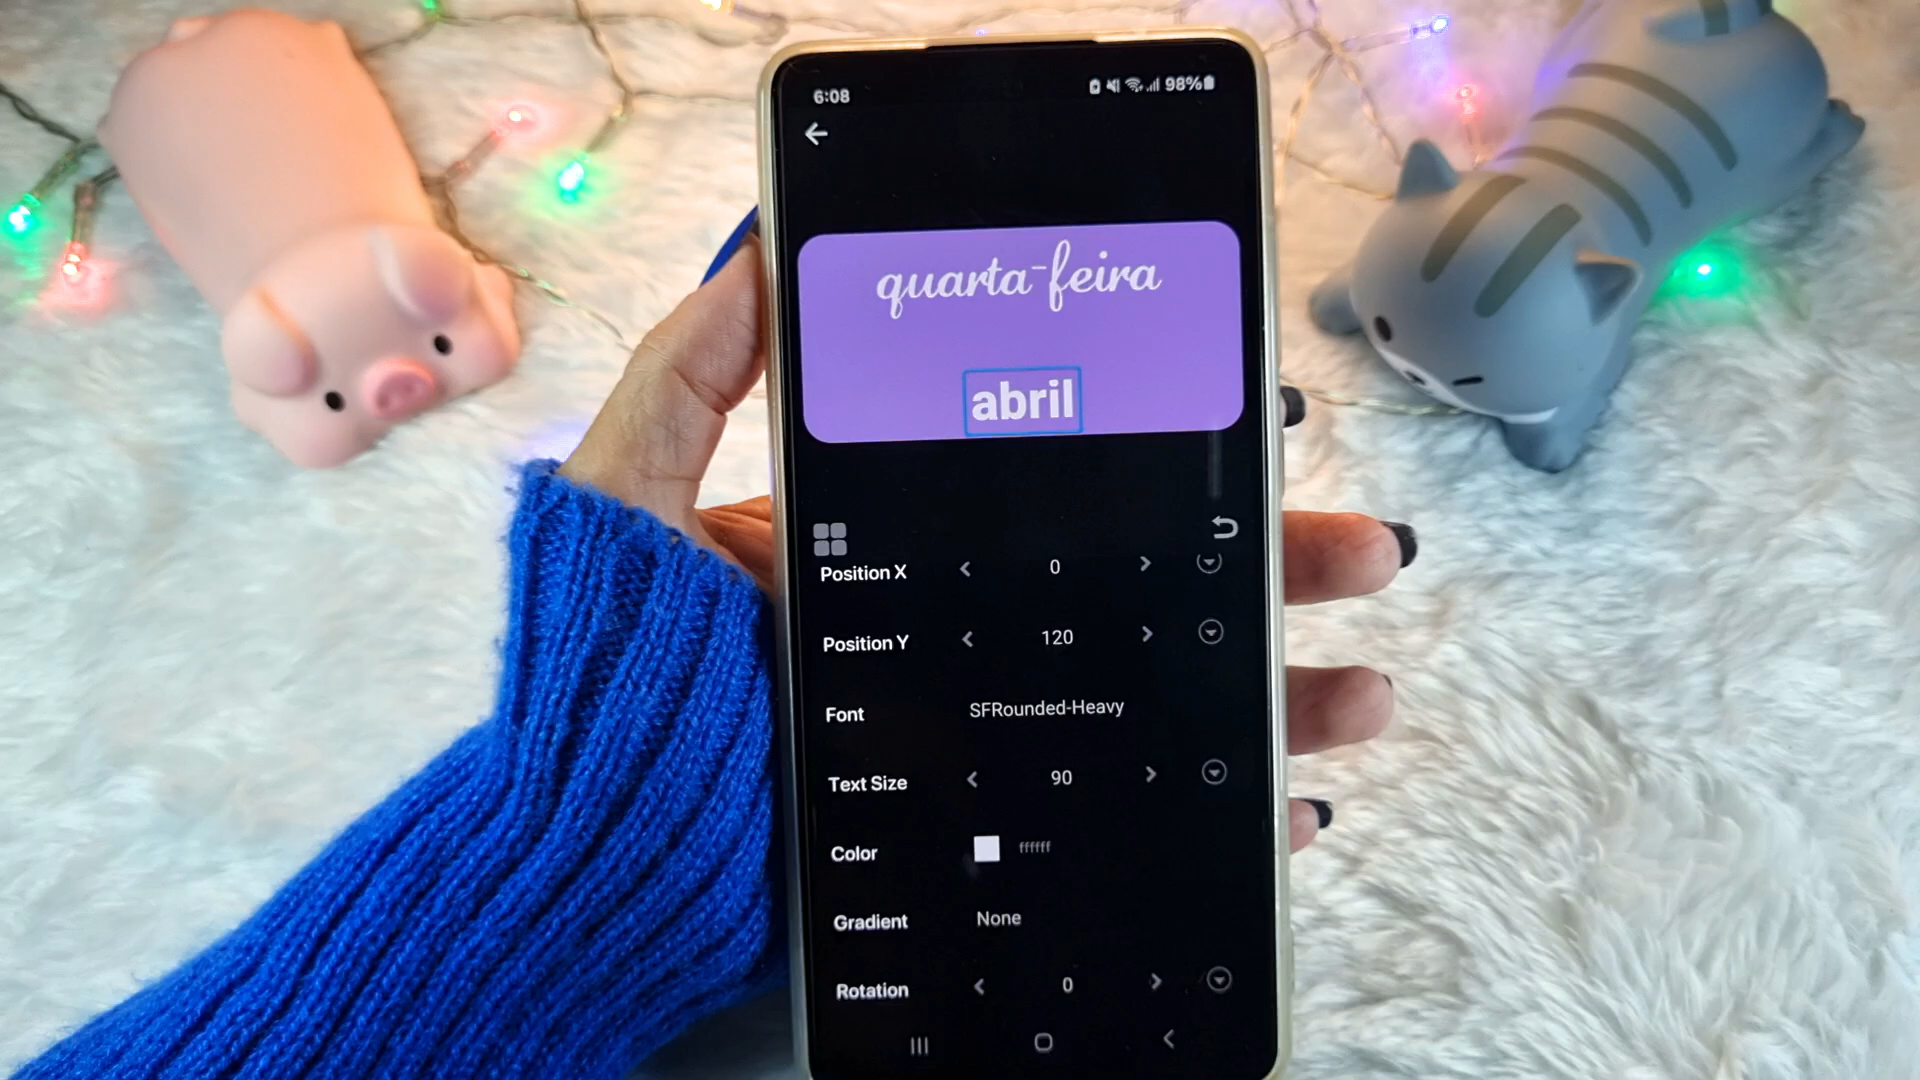 6:08
98%
quarta-feira
abril
Position X 0
Position Y 120
Font SFRounded-Heavy
Text Size 90
Color ffffff
Gradient None
Rotation 0